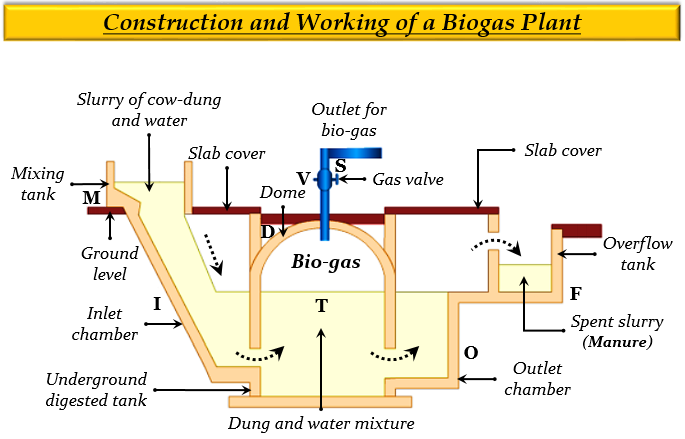 Construction and Working of a Biogas Plant
Slurry of cow-dung
and water
Outlet for
bio-gas
Slab cover
Slab cover
Mixing
tank
M
V
S
Gas valve
Dome
D
Ground
level
Bio-gas
Overflow
tank
I
T
F
Inlet
chamber
Spent slurry
(Manure)
O
Underground
digested tank
Outlet
chamber
Dung and water mixture